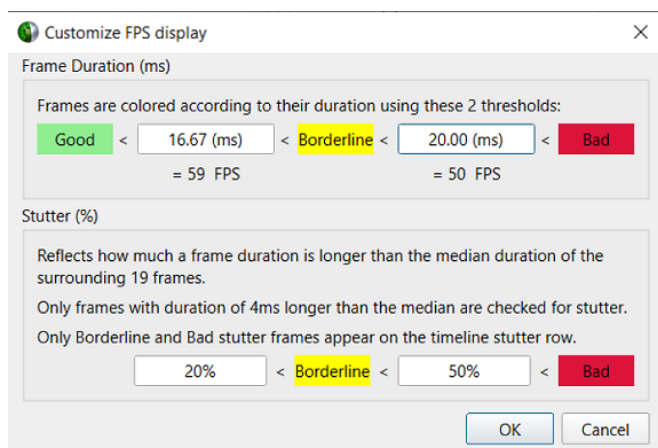 Customize FPS display
Frame Duration (ms)
Frames are colored according to their duration using these 2 thresholds:
Good < 16.67 (ms) < Borderline < 20.00 (ms) < Bad
= 59 FPS = 50 FPS
Stutter (%)
Reflects how much a frame duration is longer than the median duration of the
surrounding 19 frames.
Only frames with duration of 4ms longer than the median are checked for stutter.
Only Borderline and Bad stutter frames appear on the timeline stutter row.
20% < Borderline < 50% < Bad
OK Cancel